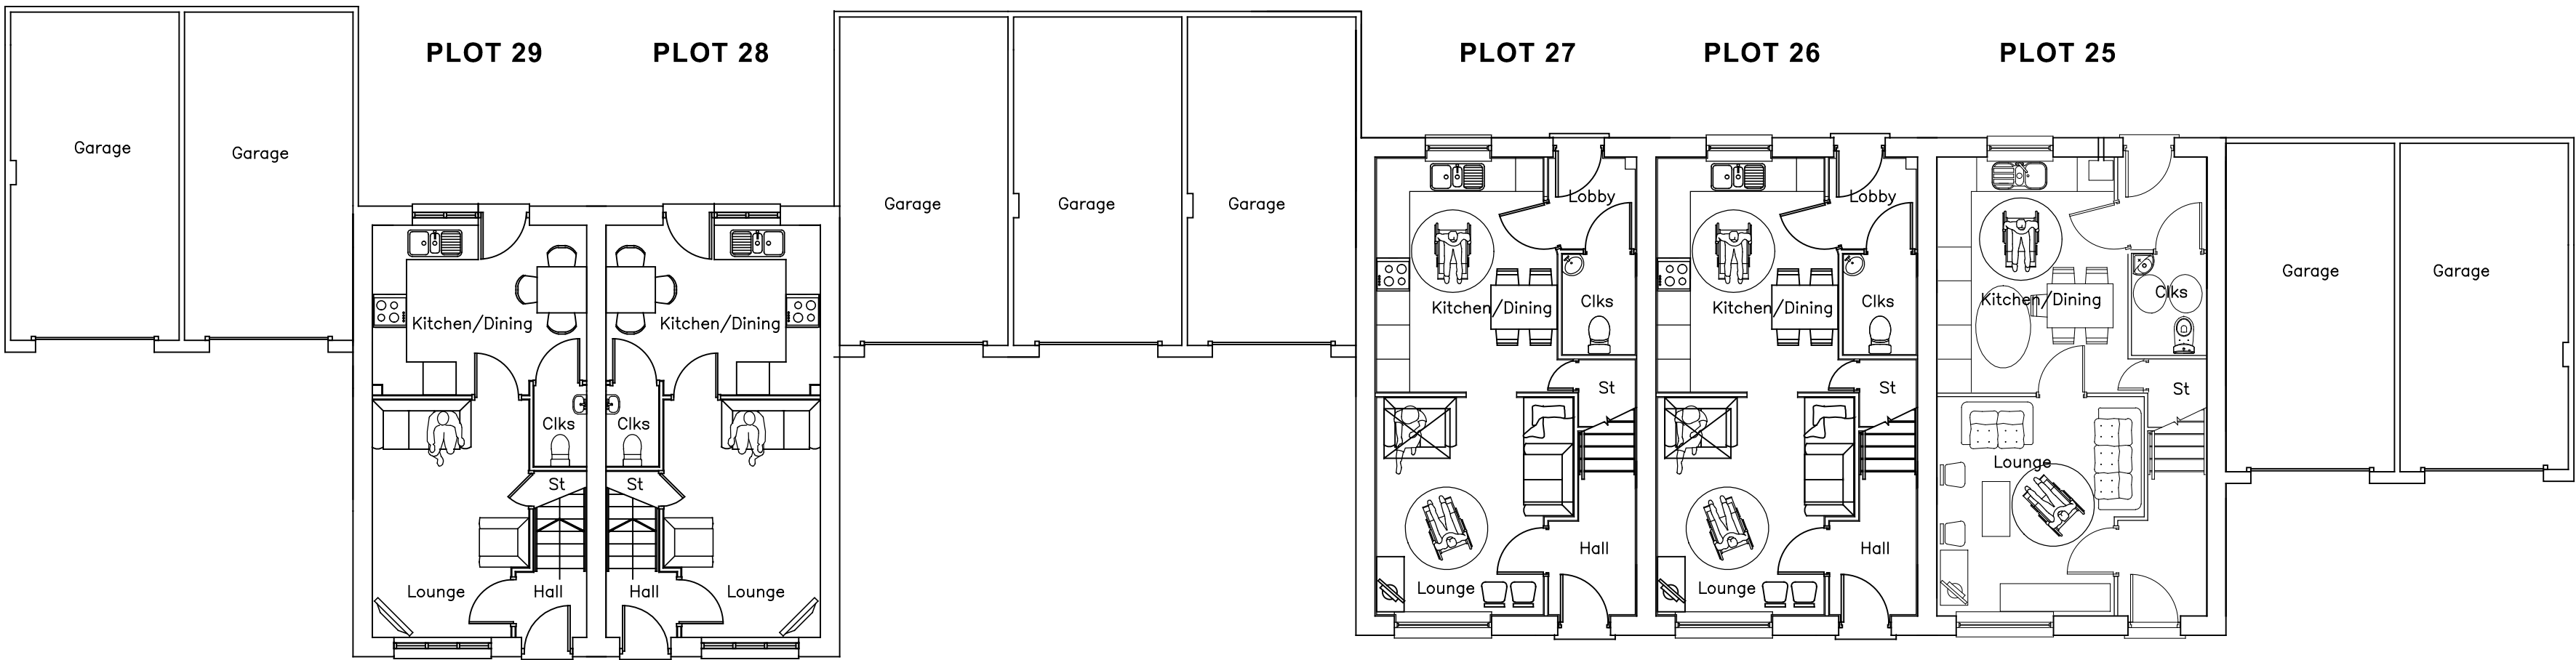 PLOT 29
PLOT 28
PLOT 27
PLOT 26
PLOT 25
Garage
Garage
Garage
Garage
Garage
Garage
Garage
Kitchen/Dining
Clks
St
Lounge
Hall
Kitchen/Dining
Clks
St
Hall
Lounge
Lobby
Kitchen/Dining
Clks
St
Hall
Lounge
Lobby
Kitchen/Dining
Clks
St
Hall
Lounge
Kitchen/Dining
Clks
St
Lounge